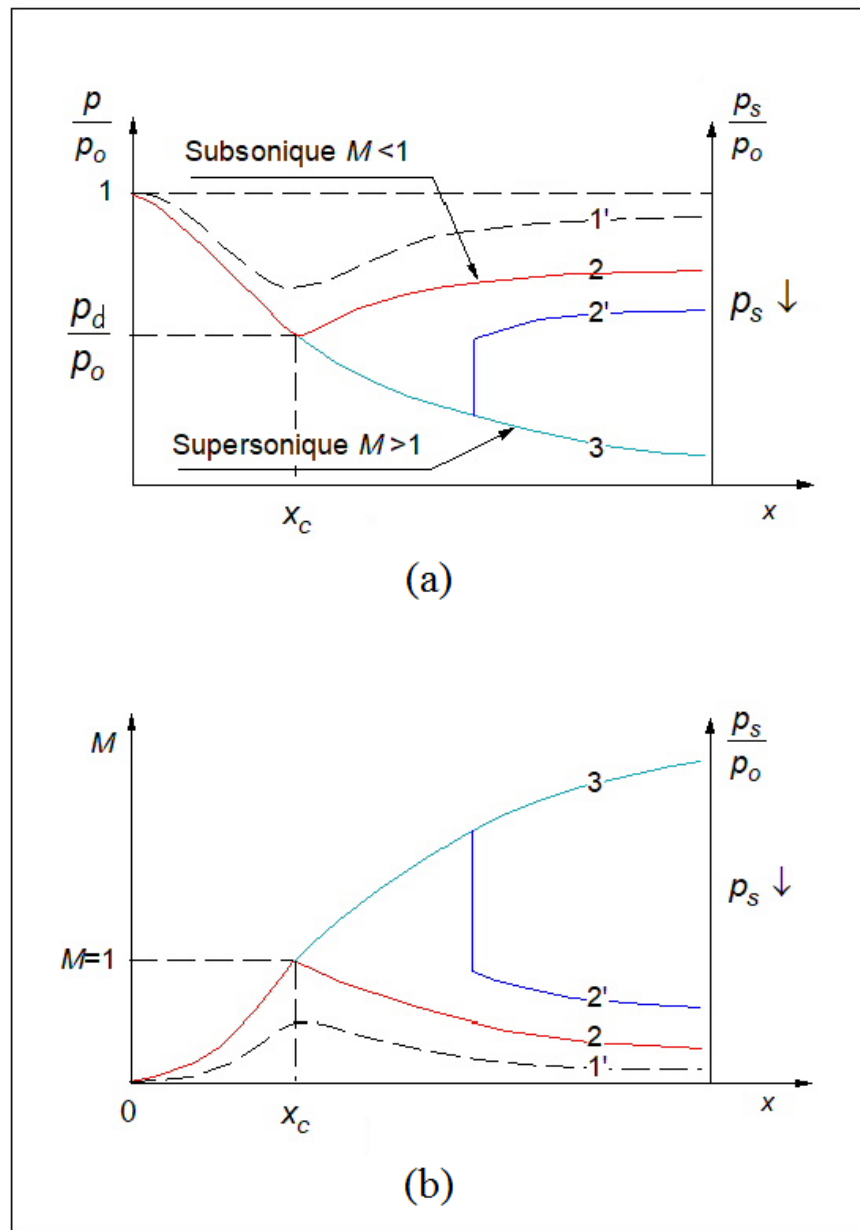 p/p_o
p_s/p_o
Subsonique M <1
1
1'
2
2'
p_d/p_o
p_s ↓
Supersonique M >1
3
x_c
x
(a)
M
p_s/p_o
3
p_s ↓
M=1
2'
2
1'
0
x_c
x
(b)